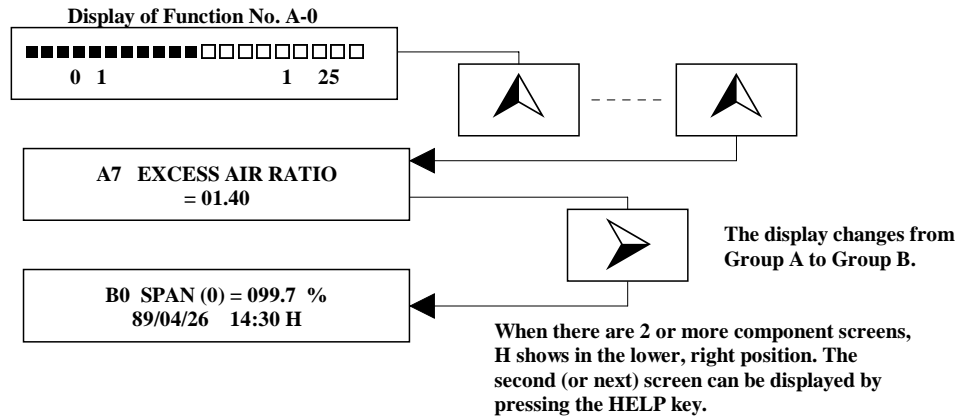 Display of Function No. A-0
0 1 1 25
A7 EXCESS AIR RATIO
= 01.40
The display changes from
Group A to Group B.
B0 SPAN (0) = 099.7 %
89/04/26 14:30 H
When there are 2 or more component screens,
H shows in the lower, right position. The
second (or next) screen can be displayed by
pressing the HELP key.